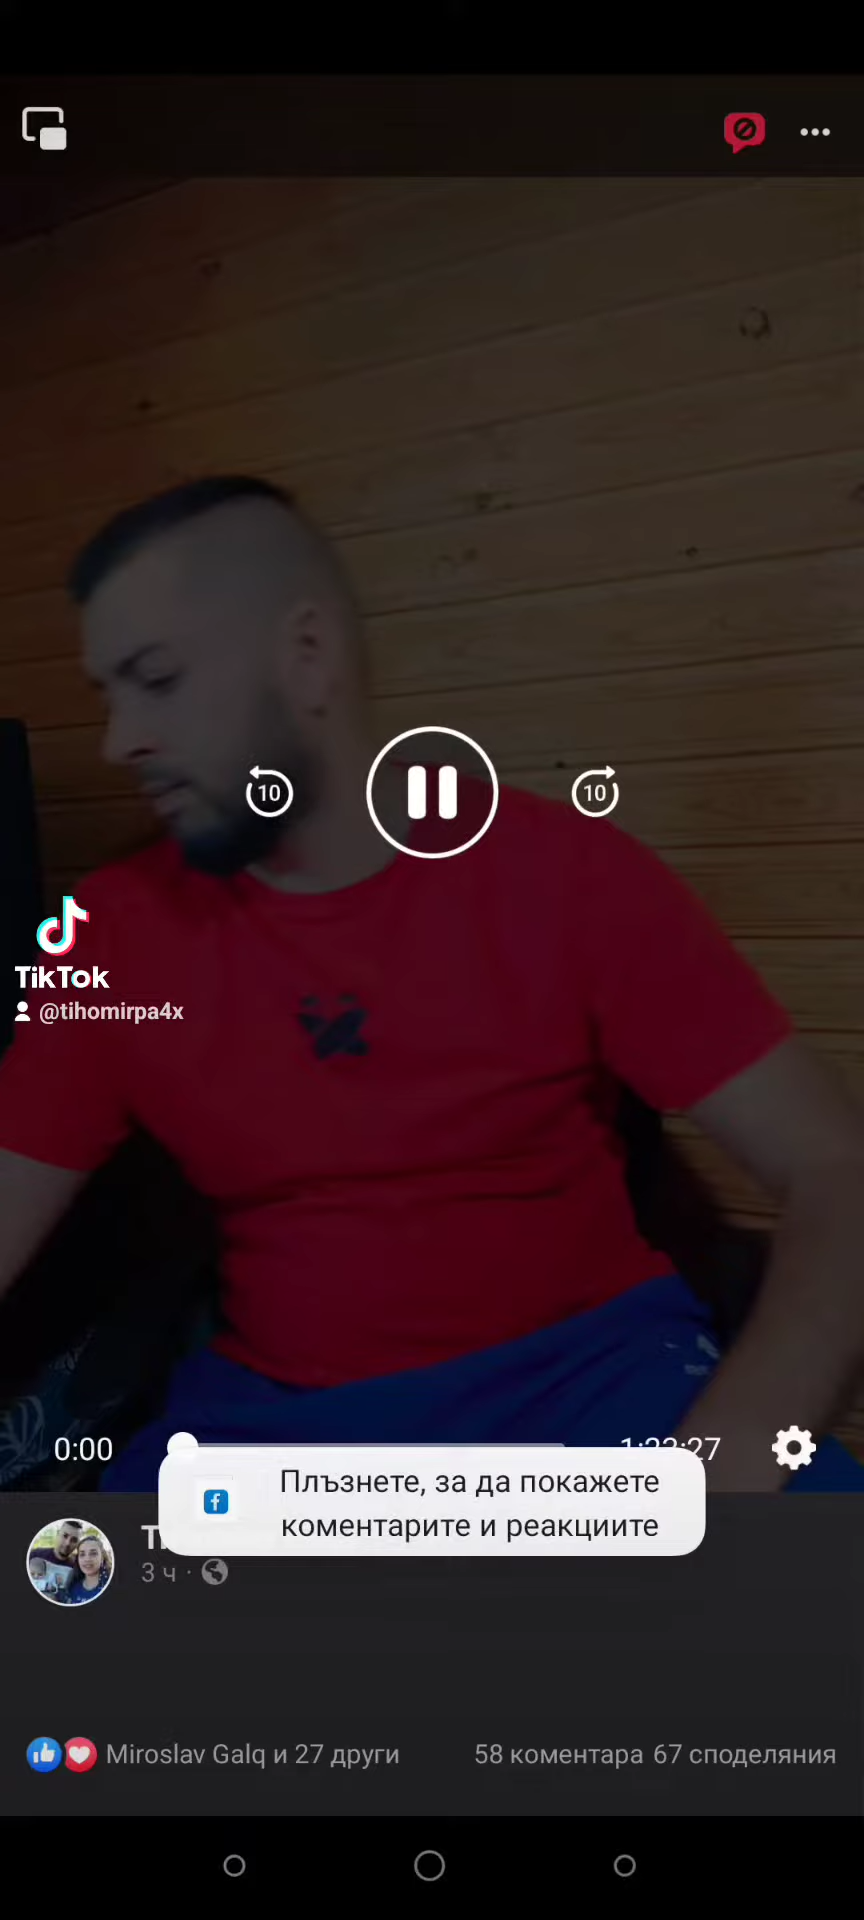 10
10
TikTok
@tihomirpa4x
0:00
Плъзнете, за да покажете
коментарите и реакциите
3 ч ·
Miroslav Galq и 27 други
58 коментара 67 споделяния